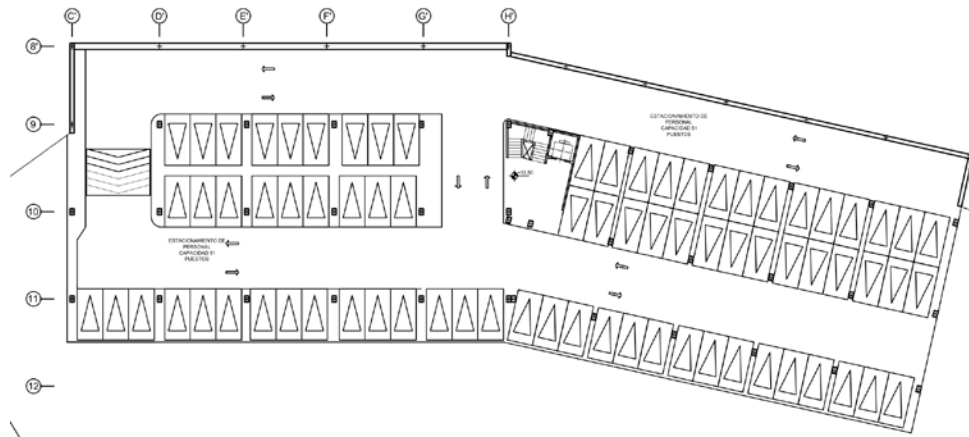 C' D' E' F' G' H'
8'
9
10
11
12
ESTACIONAMIENTO DE
PERSONAL
CAPACIDAD 51
PUESTOS
ESTACIONAMIENTO DE
PERSONAL
CAPACIDAD 51
PUESTOS